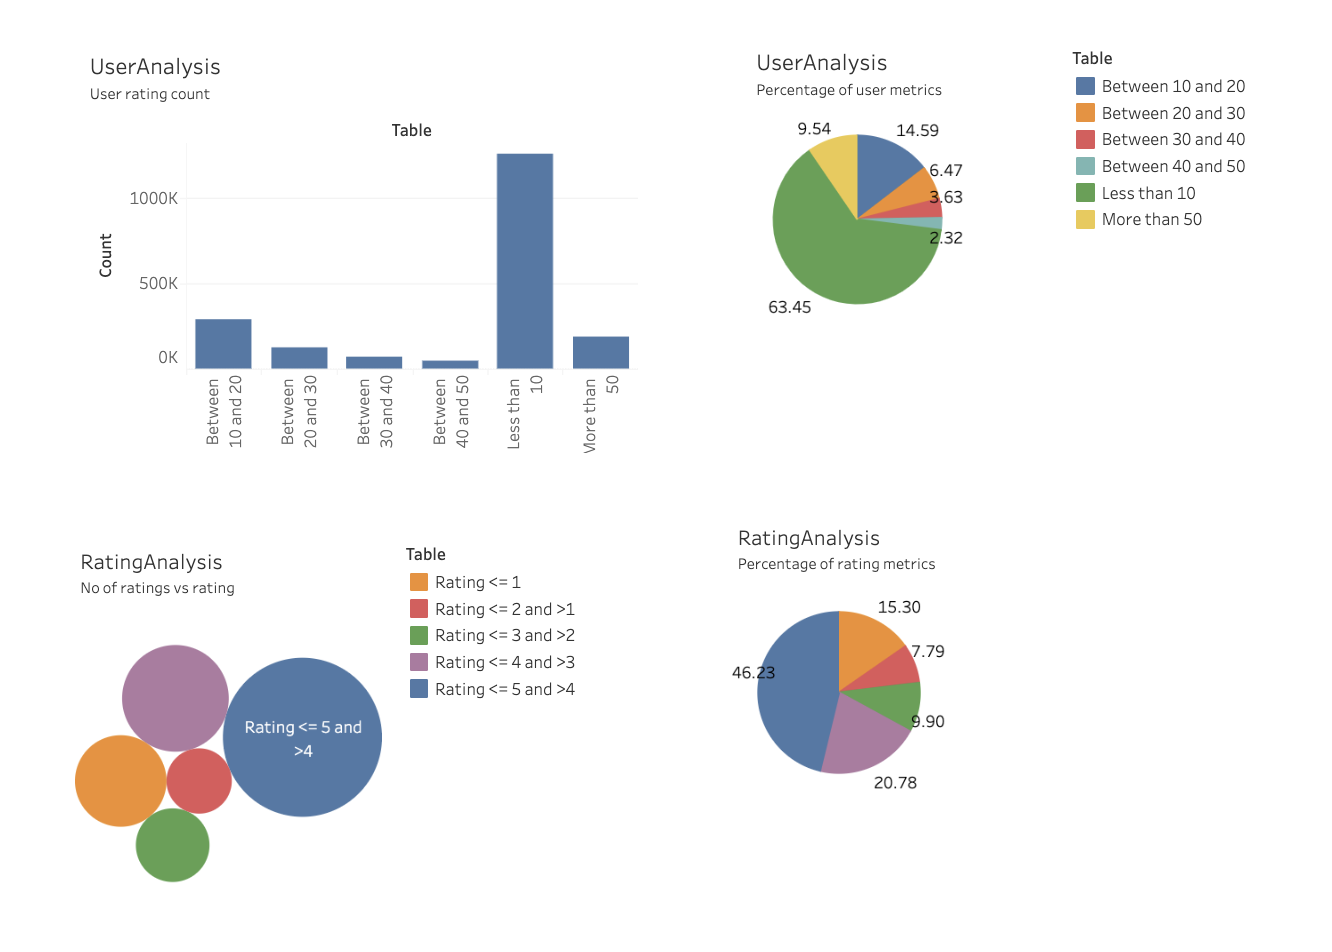 UserAnalysis
User rating count
Table
Count
1000K
500K
0K
Between
10 and 20
Between
20 and 30
Between
30 and 40
Between
40 and 50
Less than
10
More than
50
UserAnalysis
Percentage of user metrics
9.54
14.59
6.47
3.63
2.32
63.45
Table
Between 10 and 20
Between 20 and 30
Between 30 and 40
Between 40 and 50
Less than 10
More than 50
RatingAnalysis
No of ratings vs rating
Rating <= 5 and
>4
Table
Rating <= 1
Rating <= 2 and >1
Rating <= 3 and >2
Rating <= 4 and >3
Rating <= 5 and >4
RatingAnalysis
Percentage of rating metrics
15.30
7.79
46.23
9.90
20.78